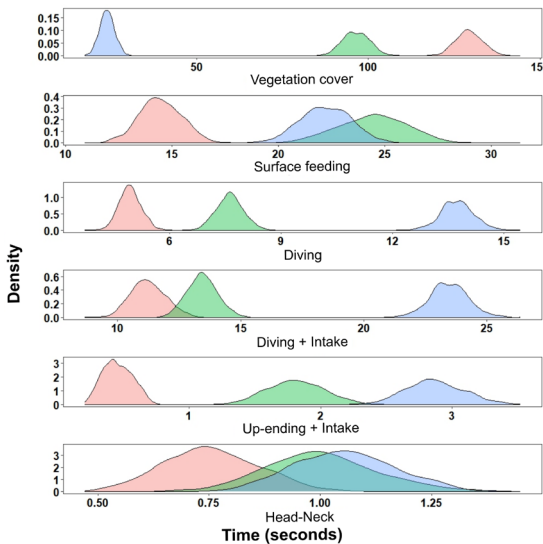 0.15
0.10
0.05
0.00
50 100 15
Vegetation cover
0.4
0.3
0.2
0.1
0.0
10 15 20 25 30
Surface feeding
1.0
0.5
0.0
6 9 12 15
Diving
Density
0.6
0.4
0.2
0.0
10 15 20 25
Diving + Intake
3
2
1
0
1 2 3
Up-ending + Intake
3
2
1
0
0.50 0.75 1.00 1.25
Head-Neck
Time (seconds)